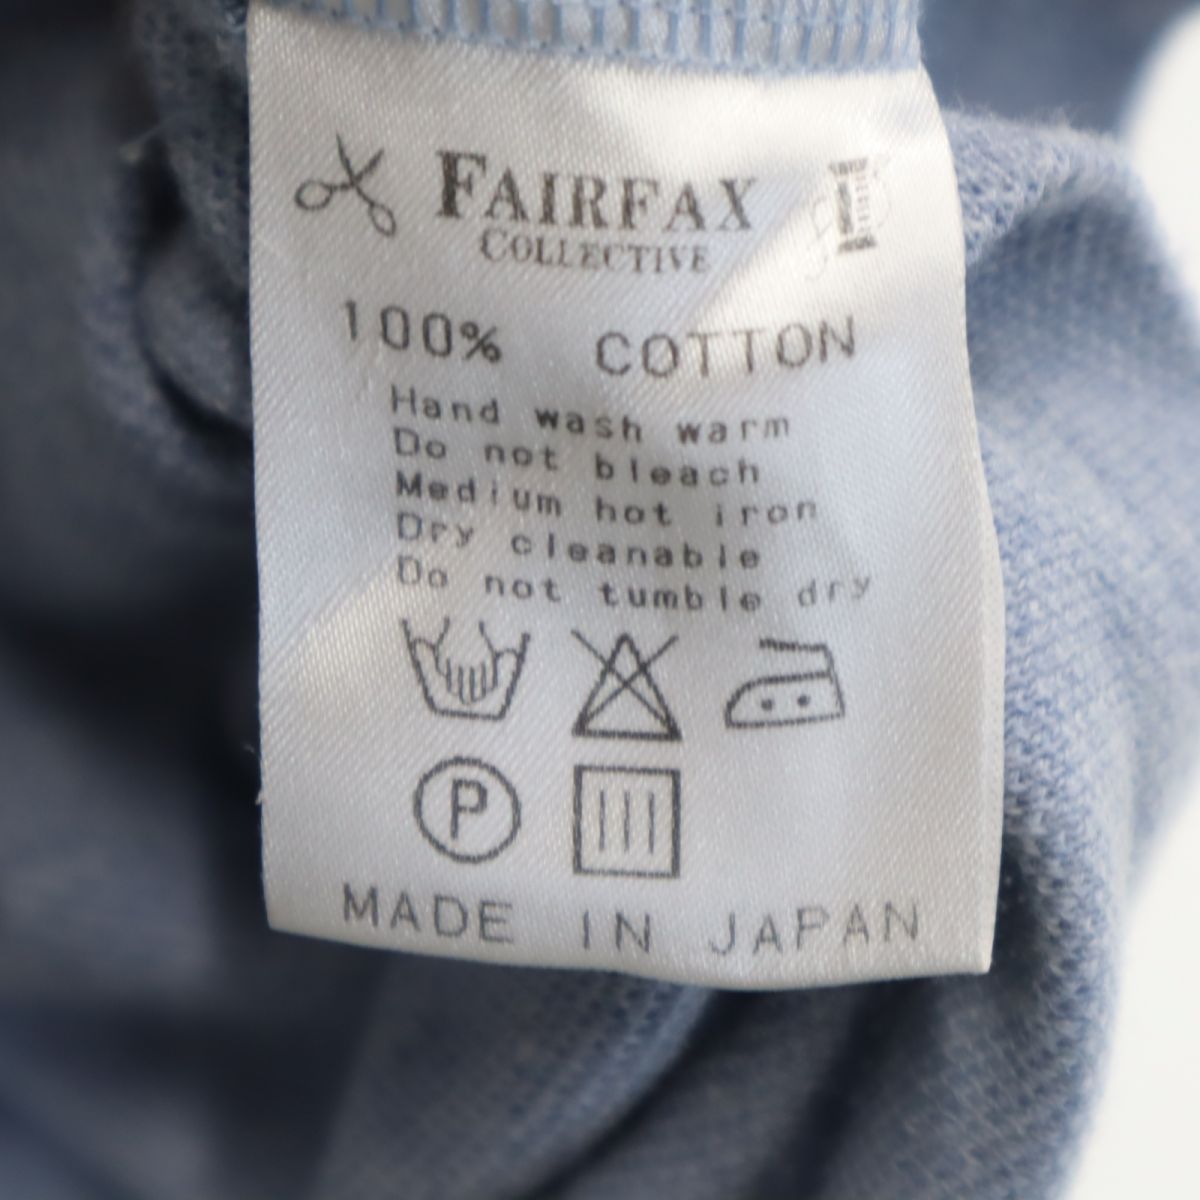 FAIRFAX
COLLECTIVE
100% COTTON
Hand wash warm
Do not bleach
Medium hot iron
Dry cleanable
Do not tumble dry
P
MADE IN JAPAN